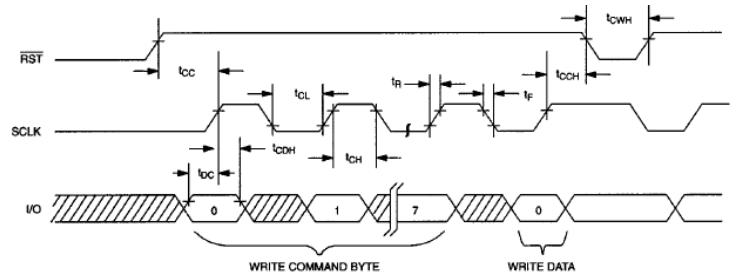 tCWH
RST
tCC
tCL
tR
tF
tCCH
SCLK
tCDH
tCH
tDC
I/O
0 1 7 0
WRITE COMMAND BYTE WRITE DATA